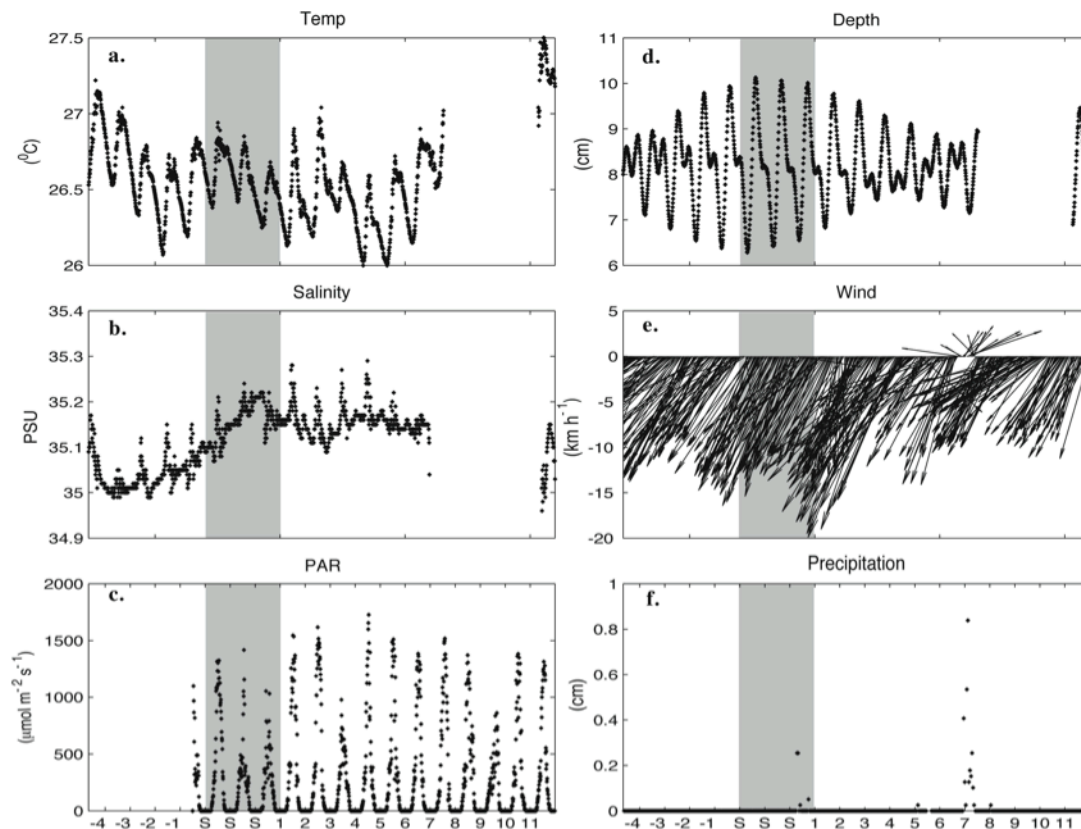 Temp
27.5
27
26.5
26
(⁰C)
a.
Depth
11
10
9
8
7
6
(cm)
d.
Salinity
35.4
35.3
35.2
35.1
35
34.9
PSU
b.
Wind
5
0
-5
-10
-15
-20
(km h⁻¹)
e.
PAR
2000
1500
1000
500
0
(μmol m⁻² s⁻¹)
c.
-4 -3 -2 -1 S S S 1 2 3 4 5 6 7 8 9 10 11
Precipitation
1
0.8
0.6
0.4
0.2
0
(cm)
f.
-4 -3 -2 -1 S S S 1 2 3 4 5 6 7 8 9 10 11